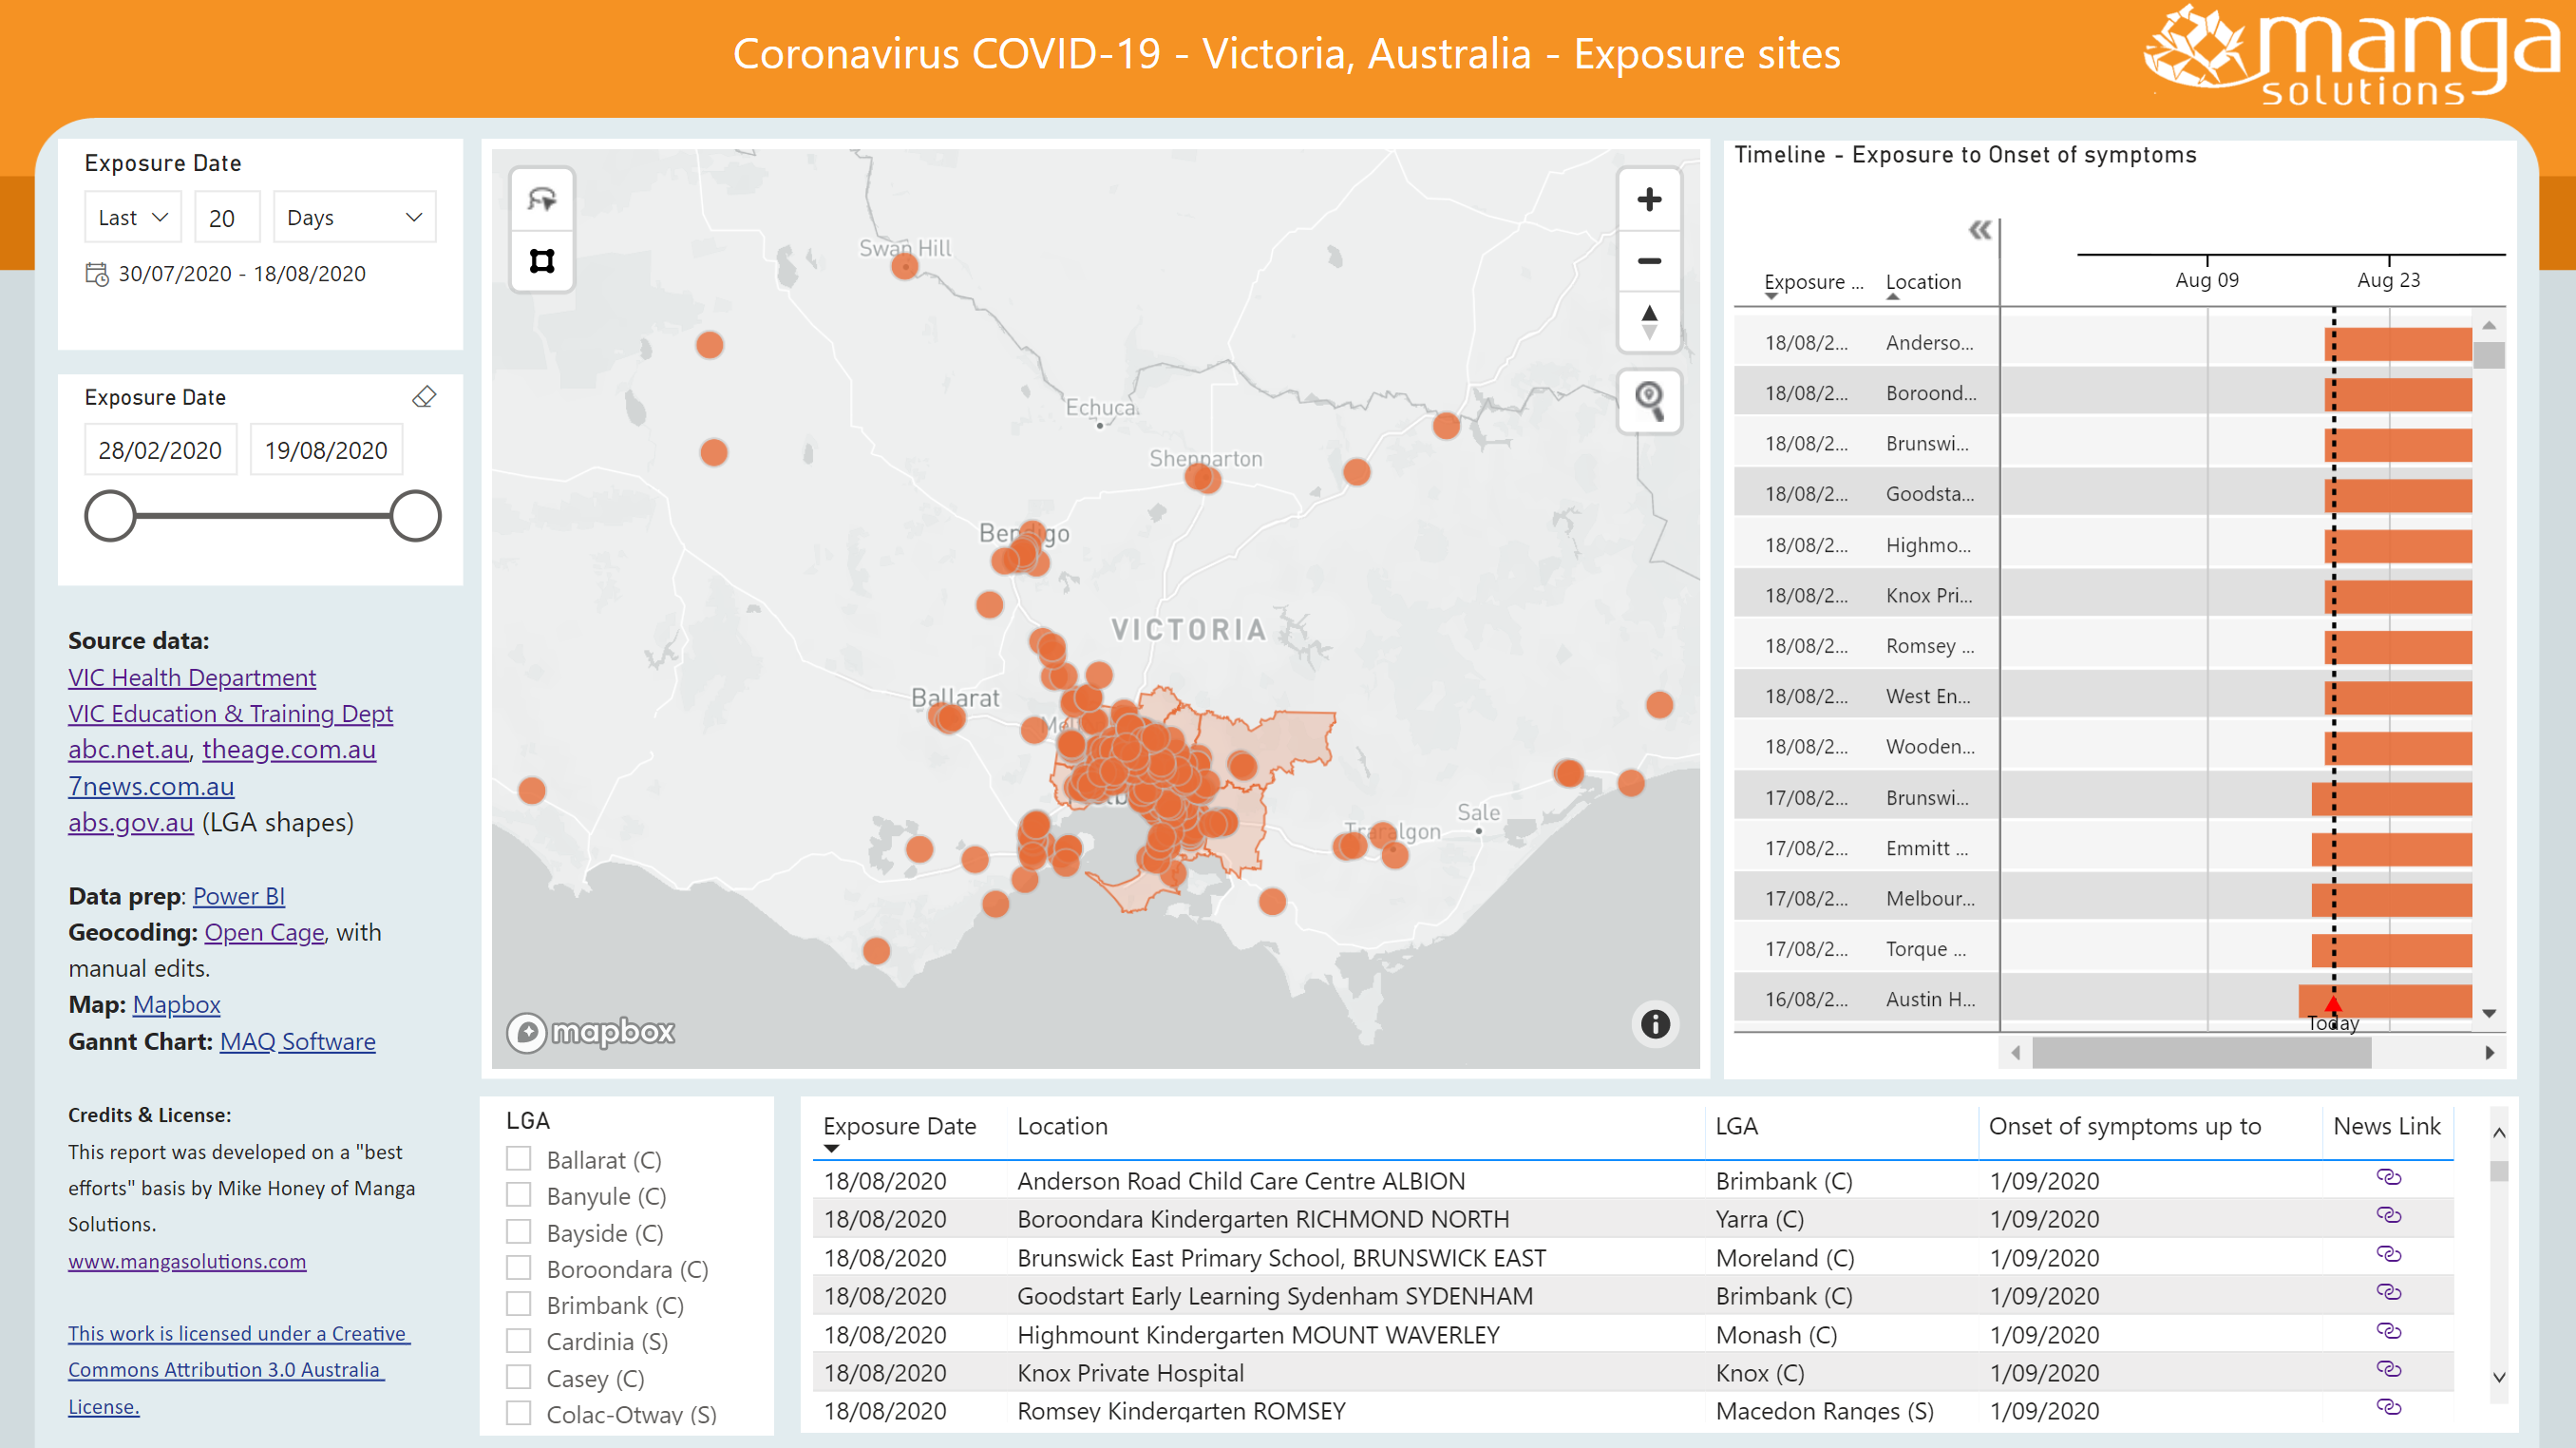 Coronavirus COVID-19 - Victoria, Australia - Exposure sites
manga
solutions
Exposure Date
Last 20 Days
30/07/2020 - 18/08/2020
Exposure Date
28/02/2020 19/08/2020
Source data:
VIC Health Department
VIC Education & Training Dept
abc.net.au, theage.com.au
7news.com.au
abs.gov.au (LGA shapes)
Data prep: Power BI
Geocoding: Open Cage, with
manual edits.
Map: Mapbox
Gannt Chart: MAQ Software
Credits & License:
This report was developed on a "best
efforts" basis by Mike Honey of Manga
Solutions.
www.mangasolutions.com
This work is licensed under a Creative
Commons Attribution 3.0 Australia
License.
Swan Hill
Echuca
Shepparton
Bendigo
VICTORIA
Ballarat
Sale
Traralgon
mapbox
Timeline - Exposure to Onset of symptoms
Aug 09 Aug 23
Exposure ... Location
18/08/2... Anderso...
18/08/2... Boroond...
18/08/2... Brunswi...
18/08/2... Goodsta...
18/08/2... Highmo...
18/08/2... Knox Pri...
18/08/2... Romsey ...
18/08/2... West En...
18/08/2... Wooden...
17/08/2... Brunswi...
17/08/2... Emmitt ...
17/08/2... Melbour...
17/08/2... Torque ...
16/08/2... Austin H...
Today
LGA
Ballarat (C)
Banyule (C)
Bayside (C)
Boroondara (C)
Brimbank (C)
Cardinia (S)
Casey (C)
Colac-Otway (S)
Exposure Date Location LGA Onset of symptoms up to News Link
18/08/2020 Anderson Road Child Care Centre ALBION Brimbank (C) 1/09/2020
18/08/2020 Boroondara Kindergarten RICHMOND NORTH Yarra (C) 1/09/2020
18/08/2020 Brunswick East Primary School, BRUNSWICK EAST Moreland (C) 1/09/2020
18/08/2020 Goodstart Early Learning Sydenham SYDENHAM Brimbank (C) 1/09/2020
18/08/2020 Highmount Kindergarten MOUNT WAVERLEY Monash (C) 1/09/2020
18/08/2020 Knox Private Hospital Knox (C) 1/09/2020
18/08/2020 Romsey Kindergarten ROMSEY Macedon Ranges (S) 1/09/2020